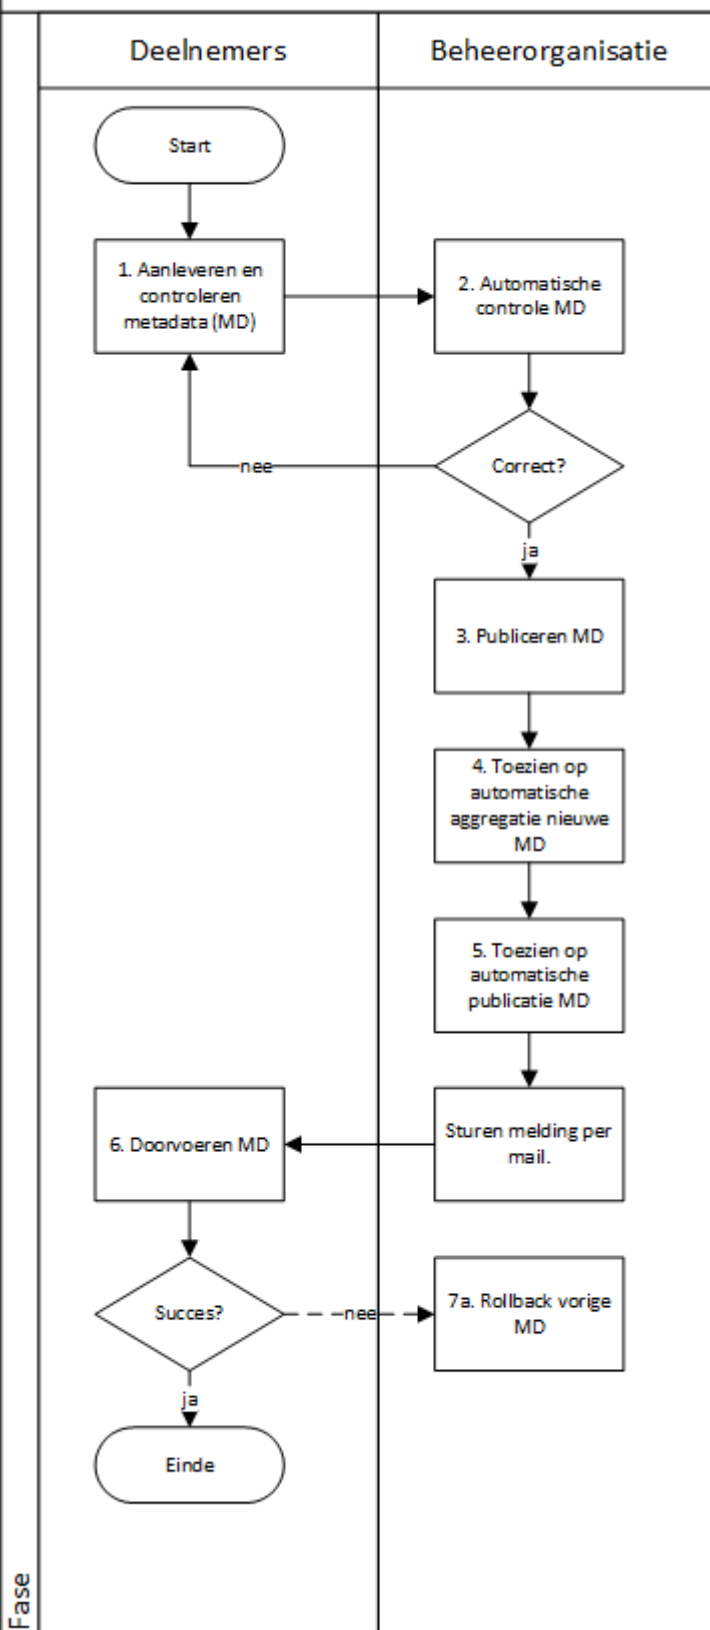 Deelnemers
Beheerorganisatie
Start
1. Aanleveren en
controleren
metadata (MD)
2. Automatische
controle MD
Correct?
nee
ja
3. Publiceren MD
4. Toezien op
automatische
aggregatie nieuwe
MD
5. Toezien op
automatische
publicatie MD
Sturen melding per
mail.
6. Doorvoeren MD
Succes?
nee
7a. Rollback vorige
MD
ja
Einde
Fase